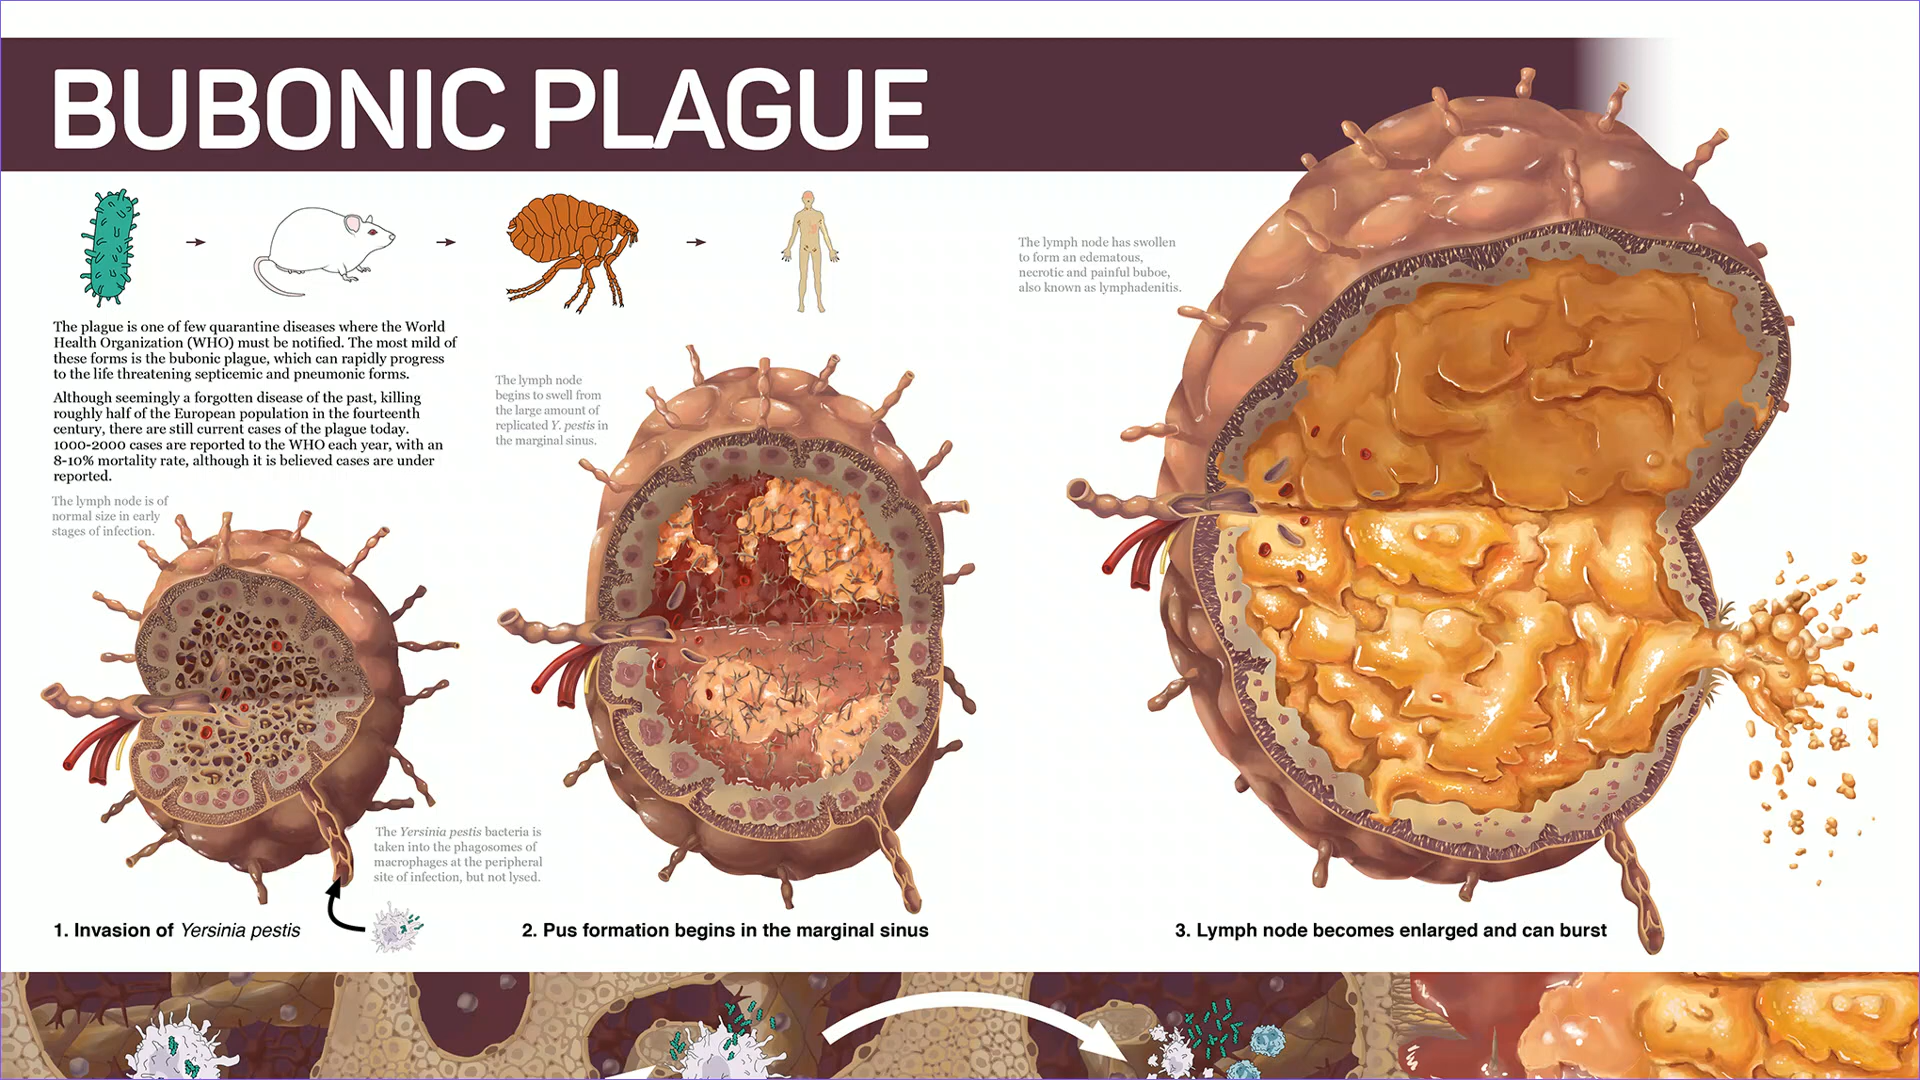 BUBONIC PLAGUE
The plague is one of few quarantine diseases where the World
Health Organization (WHO) must be notified. The most mild of
these forms is the bubonic plague, which can rapidly progress
to the life threatening septicemic and pneumonic forms.
Although seemingly a forgotten disease of the past, killing
roughly half of the European population in the fourteenth
century, there are still current cases of the plague today.
1000-2000 cases are reported to the WHO each year, with an
8-10% mortality rate, although it is believed cases are under
reported.
The lymph node is of
normal size in early
stages of infection.
The Yersinia pestis bacteria is
taken into the phagosomes of
macrophages at the peripheral
site of infection, but not lysed.
1. Invasion of Yersinia pestis
The lymph node
begins to swell from
the large amount of
replicated Y. pestis in
the marginal sinus.
2. Pus formation begins in the marginal sinus
The lymph node has swollen
to form an edematous,
necrotic and painful buboe,
also known as lymphadenitis.
3. Lymph node becomes enlarged and can burst